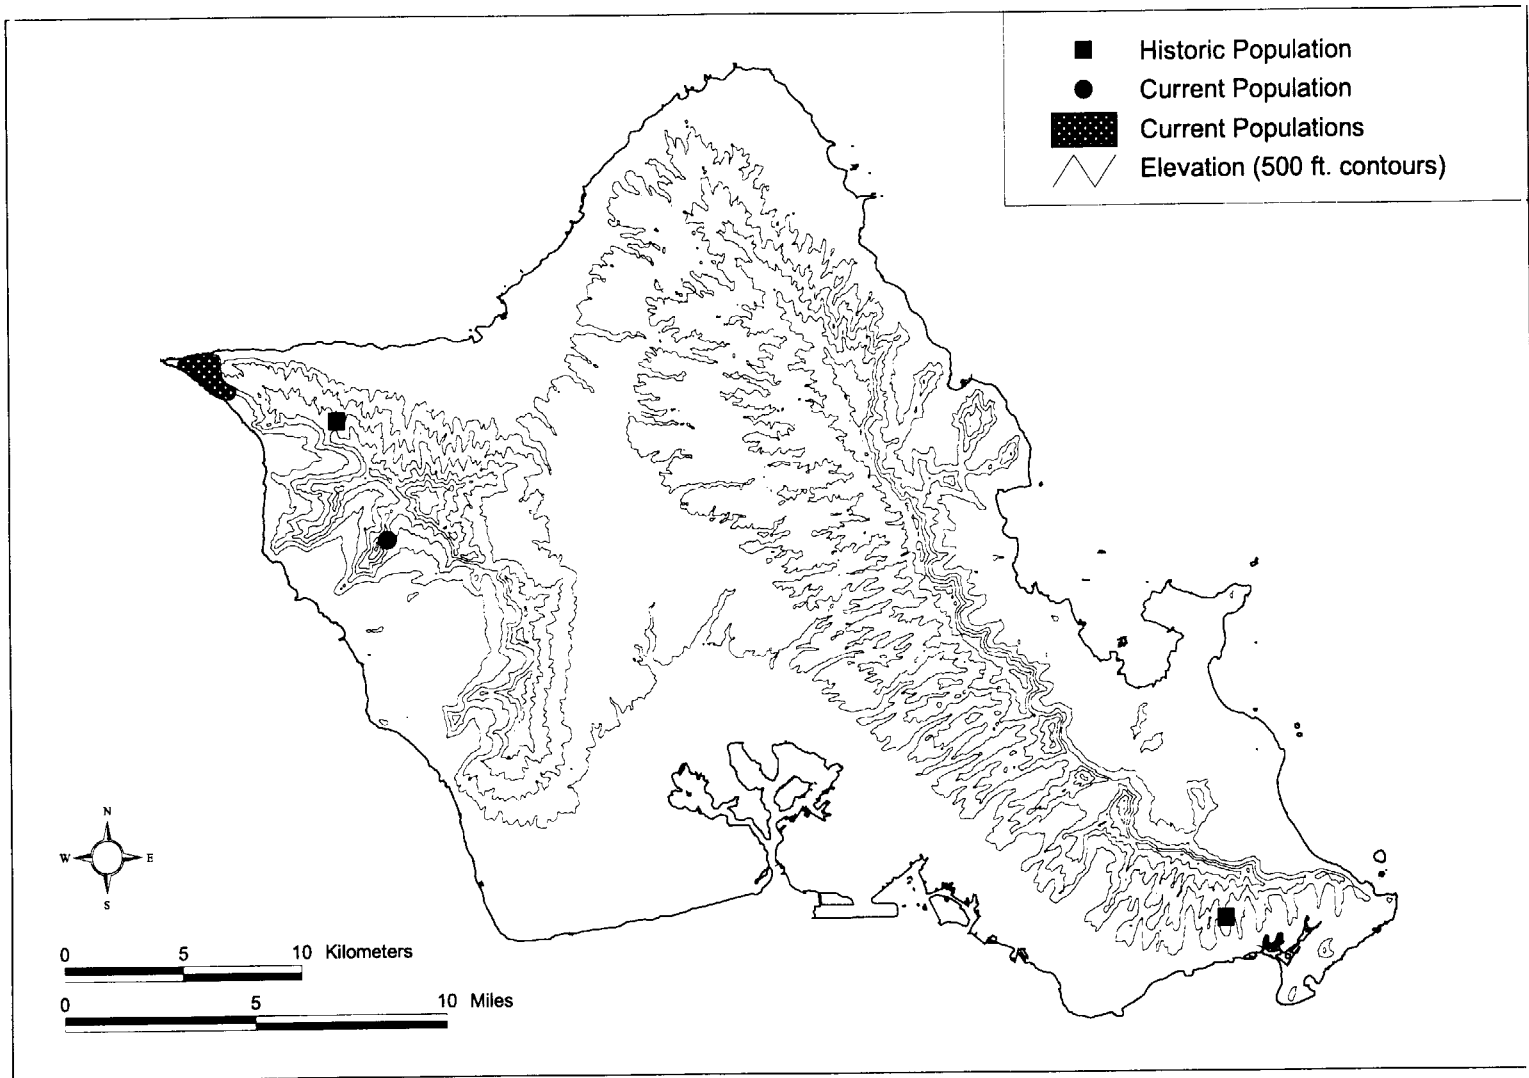 Historic Population
Current Population
Current Populations
Elevation (500 ft. contours)
N
W E
S
0 5 10 Kilometers
0 5 10 Miles